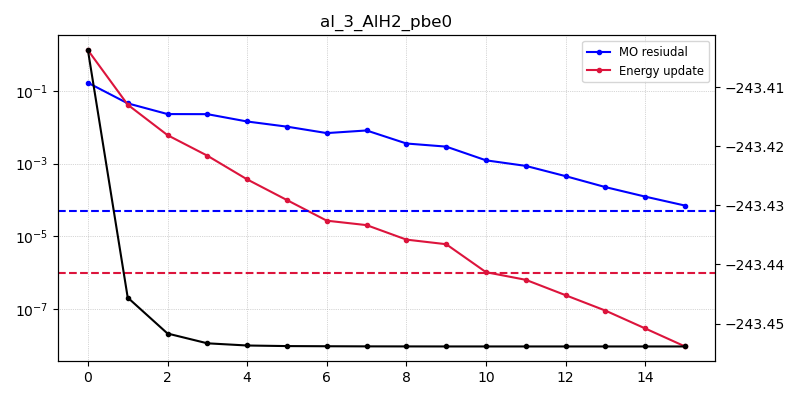 al_3_AlH2_pbe0
MO resiudal
Energy update
10⁻¹
10⁻³
10⁻⁵
10⁻⁷
−243.41
−243.42
−243.43
−243.44
−243.45
0 2 4 6 8 10 12 14